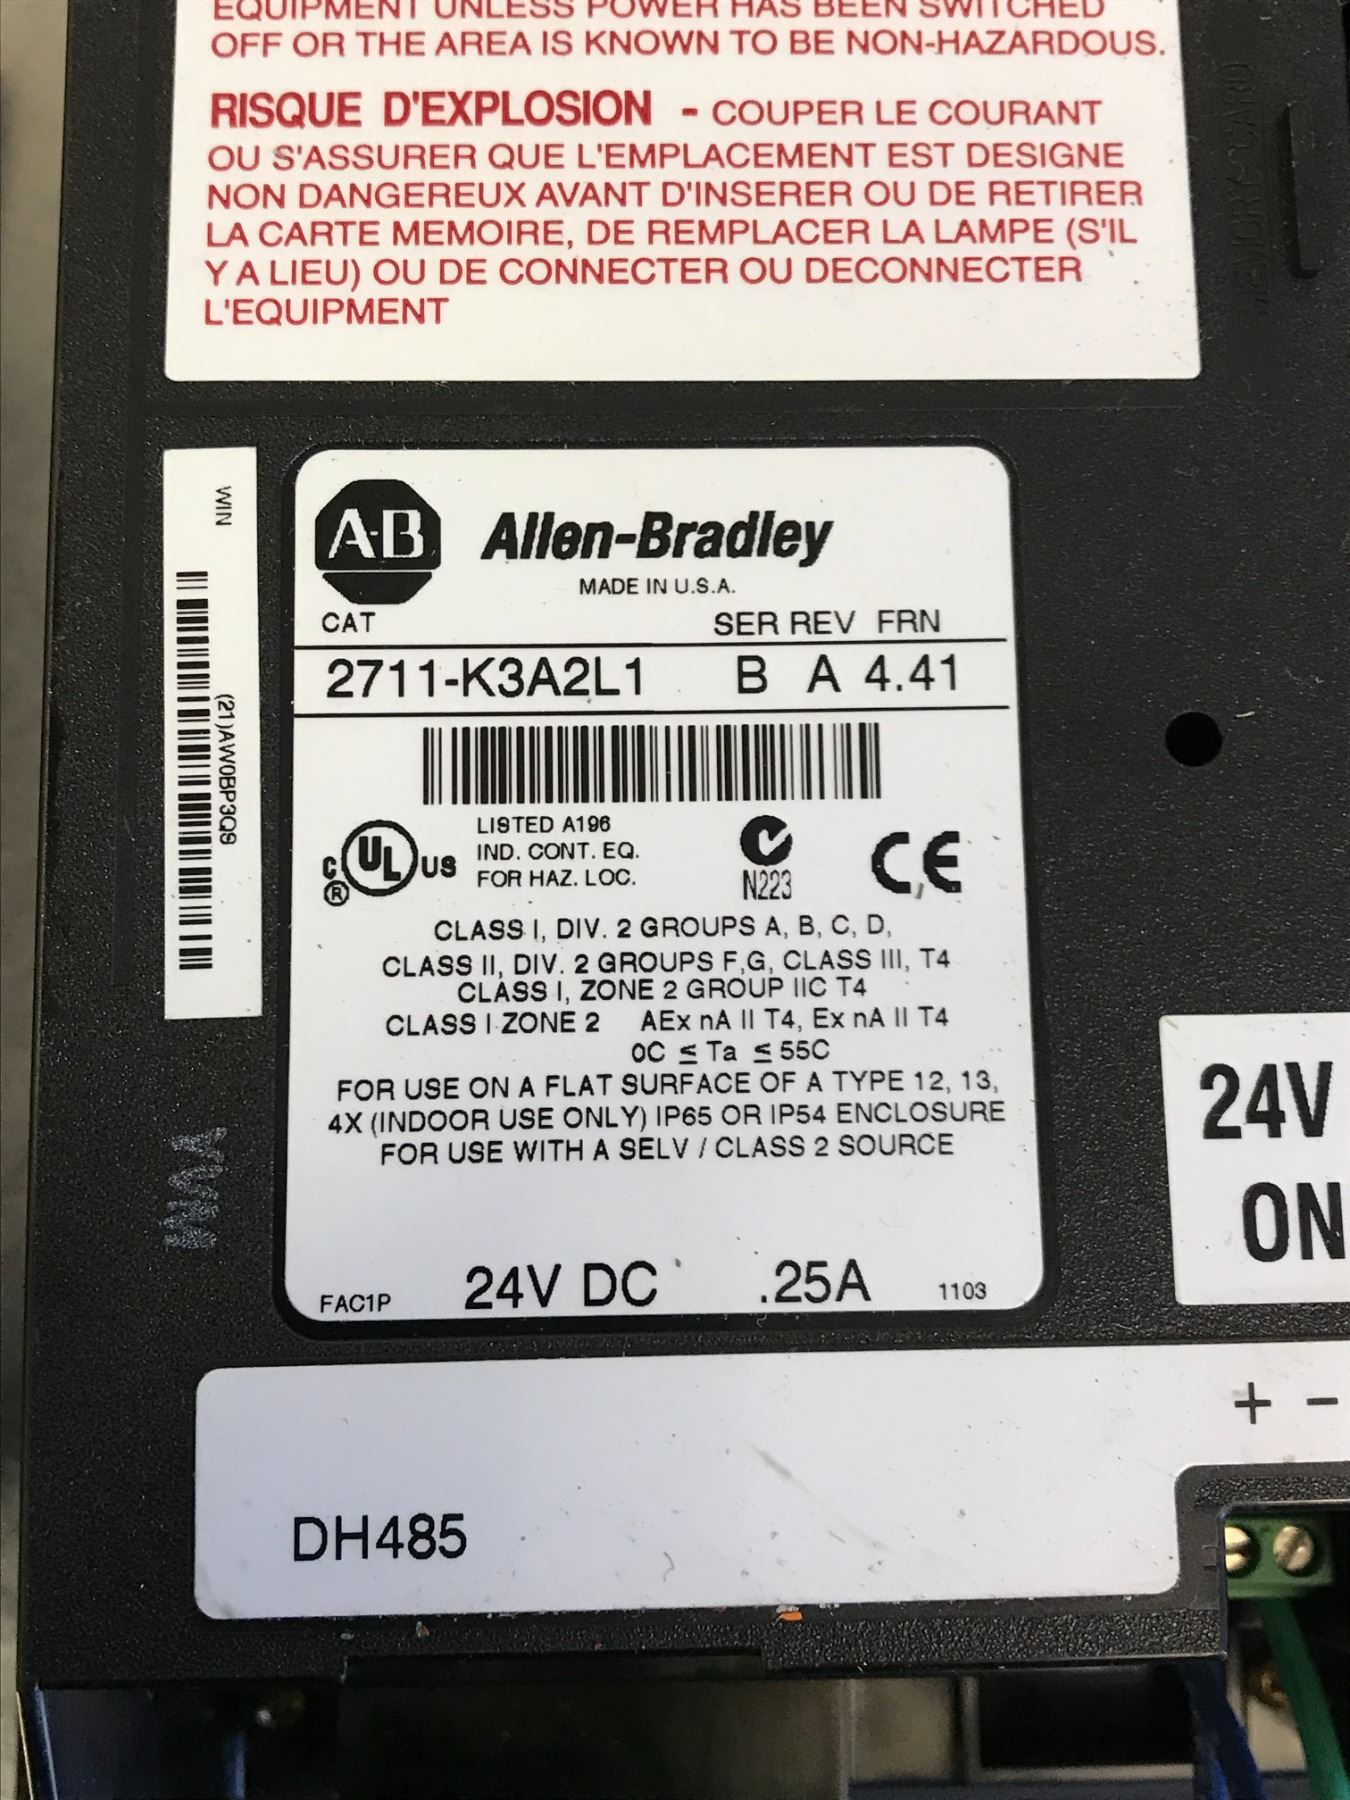 EQUIPMENT UNLESS POWER HAS BEEN SWITCHED
OFF OR THE AREA IS KNOWN TO BE NON-HAZARDOUS.
RISQUE D'EXPLOSION - COUPER LE COURANT
OU S'ASSURER QUE L'EMPLACEMENT EST DESIGNE
NON DANGEREUX AVANT D'INSERER OU DE RETIRER
LA CARTE MEMOIRE, DE REMPLACER LA LAMPE (S'IL
Y A LIEU) OU DE CONNECTER OU DECONNECTER
L'EQUIPMENT
MEMORY CARD
WIN
(21)AW0BP3Q9
A-B Allen-Bradley
MADE IN U.S.A.
CAT SER REV FRN
2711-K3A2L1 B A 4.41
C UL US ®
LISTED A196
IND. CONT. EQ.
FOR HAZ. LOC.
N223
CE
CLASS I, DIV. 2 GROUPS A, B, C, D,
CLASS II, DIV. 2 GROUPS F,G, CLASS III, T4
CLASS I, ZONE 2 GROUP IIC T4
CLASS I ZONE 2 AEx nA II T4, Ex nA II T4
0C ≤ Ta ≤ 55C
FOR USE ON A FLAT SURFACE OF A TYPE 12, 13,
4X (INDOOR USE ONLY) IP65 OR IP54 ENCLOSURE
FOR USE WITH A SELV / CLASS 2 SOURCE
FAC1P 24V DC .25A 1103
24V
ON
+ -
DH485